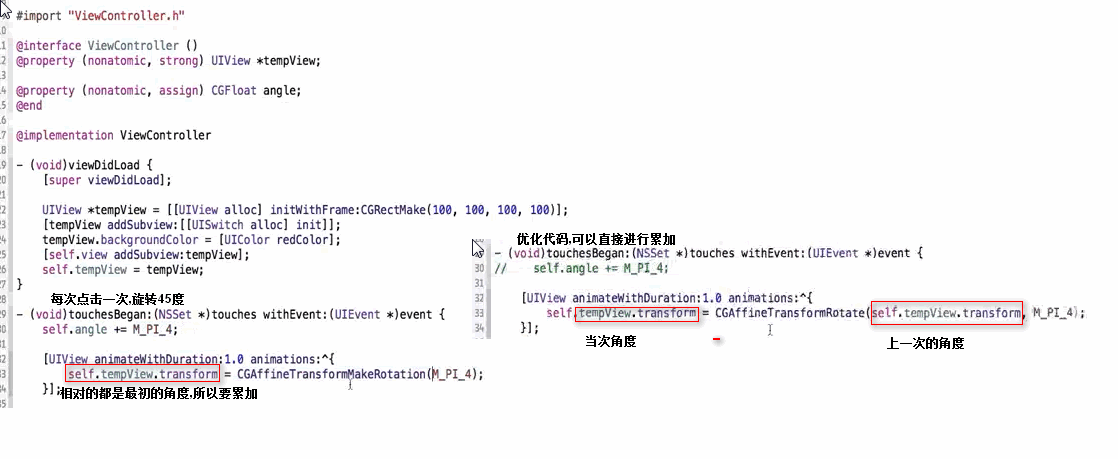 #import "ViewController.h"
@interface ViewController ()
@property (nonatomic, strong) UIView *tempView;
@property (nonatomic, assign) CGFloat angle;
@end
@implementation ViewController
- (void)viewDidLoad {
[super viewDidLoad];
UIView *tempView = [[UIView alloc] initWithFrame:CGRectMake(100, 100, 100, 100)];
[tempView addSubview:[[UISwitch alloc] init]];
tempView.backgroundColor = [UIColor redColor];
[self.view addSubview:tempView];
self.tempView = tempView;
}
每次点击一次,旋转45度
- (void)touchesBegan:(NSSet *)touches withEvent:(UIEvent *)event {
self.angle += M_PI_4;
[UIView animateWithDuration:1.0 animations:^{
self.tempView.transform = CGAffineTransformMakeRotation(M_PI_4);
}];
相对的都是最初的角度,所以要累加
优化代码,可以直接进行累加
- (void)touchesBegan:(NSSet *)touches withEvent:(UIEvent *)event {
30 // self.angle += M_PI_4;
31
32 [UIView animateWithDuration:1.0 animations:^{
33 self.tempView.transform = CGAffineTransformRotate(self.tempView.transform, M_PI_4);
34 }];
当次角度
上一次的角度